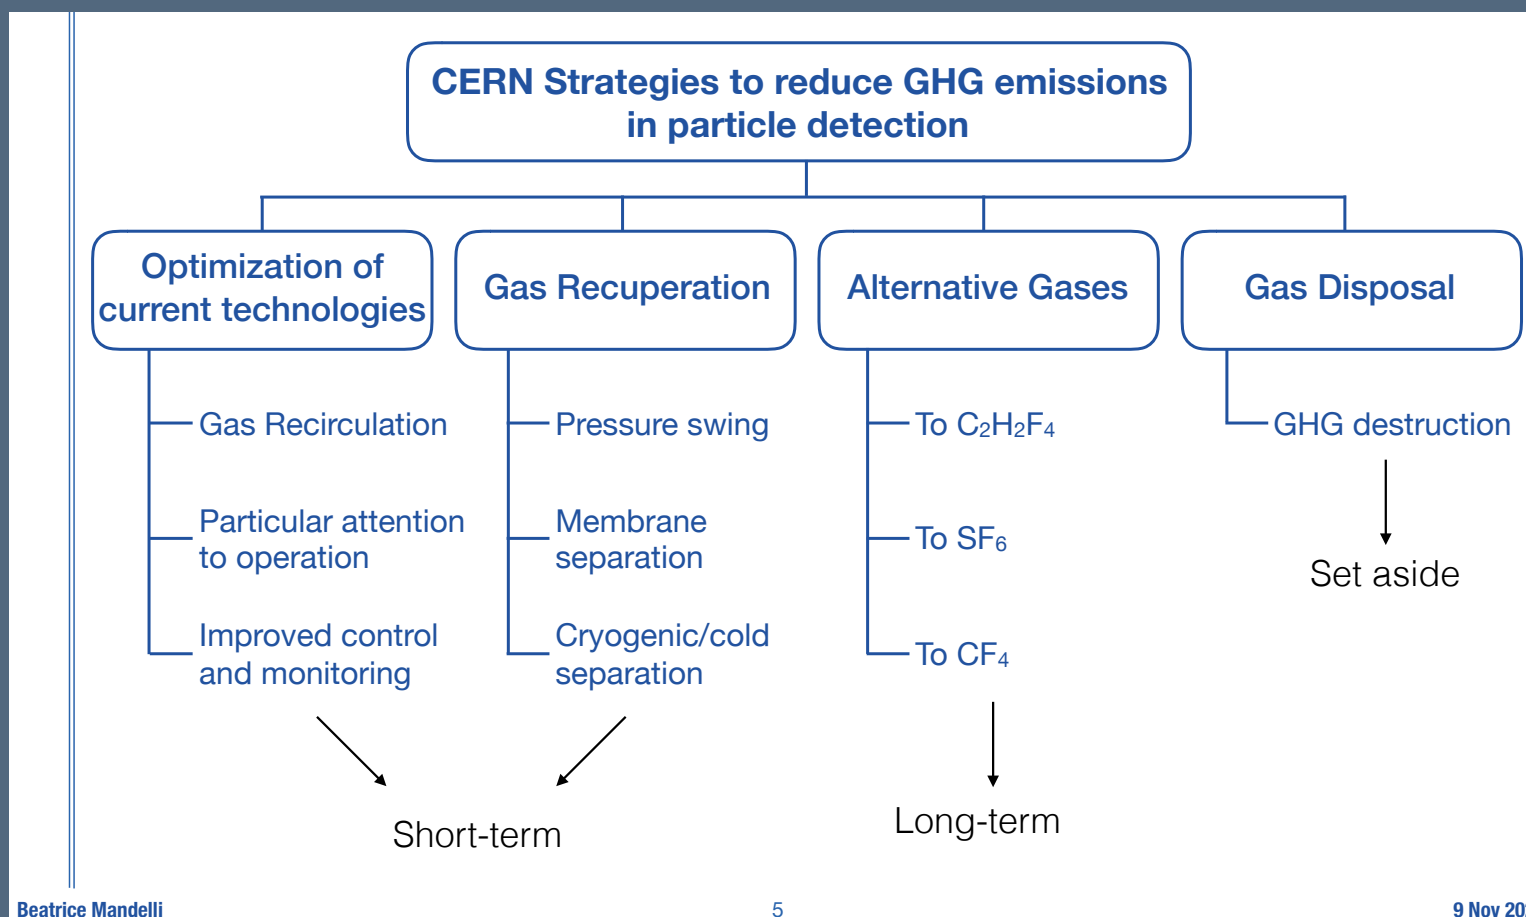 CERN Strategies to reduce GHG emissions
in particle detection
Optimization of
current technologies
Gas Recuperation
Alternative Gases
Gas Disposal
Gas Recirculation
Particular attention
to operation
Improved control
and monitoring
Pressure swing
Membrane
separation
Cryogenic/cold
separation
To C₂H₂F₄
To SF₆
To CF₄
GHG destruction
Set aside
Short-term
Long-term
Beatrice Mandelli
5
9 Nov